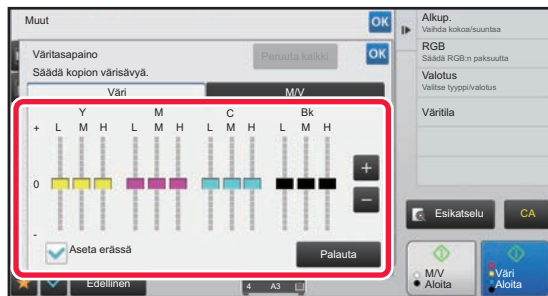 Muut
OK
Väritasapaino
Peruuta kaikki
OK
Säädä kopion värisävyä.
Väri
M/V
Y M C Bk
+ L M H L M H L M H L M H
0
-
+
−
Aseta erässä
Palauta
Edellinen
4 A3
Alkup.
Vaihda kokoa/suuntaa
RGB
Säädä RGB:n paksuutta
Valotus
Valitse tyyppi/valotus
Väritila
Esikatselu
CA
M/V
Aloita
Väri
Aloita